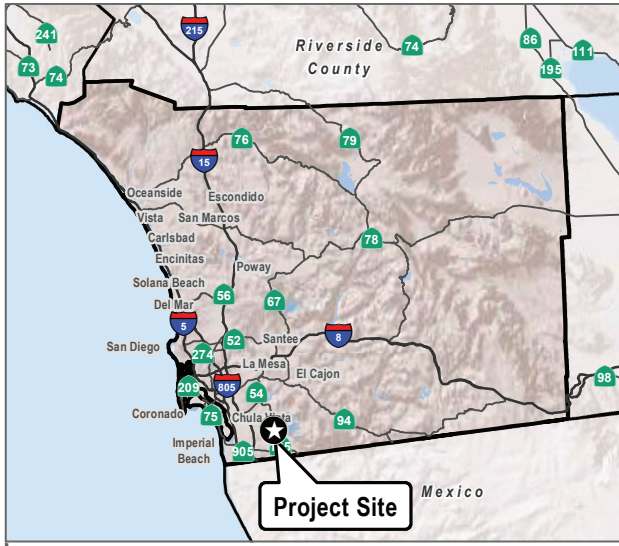 241
215
Riverside
County
74
86
111
73
74
195
76
79
15
Oceanside
Escondido
Vista
San Marcos
Carlsbad
78
Encinitas
Poway
Solana Beach
56
67
Del Mar
5
8
San Diego
52
Santee
274
La Mesa
El Cajon
98
209
805
54
Coronado
75
Chula Vista
94
Imperial
Beach
905
Mexico
Project Site